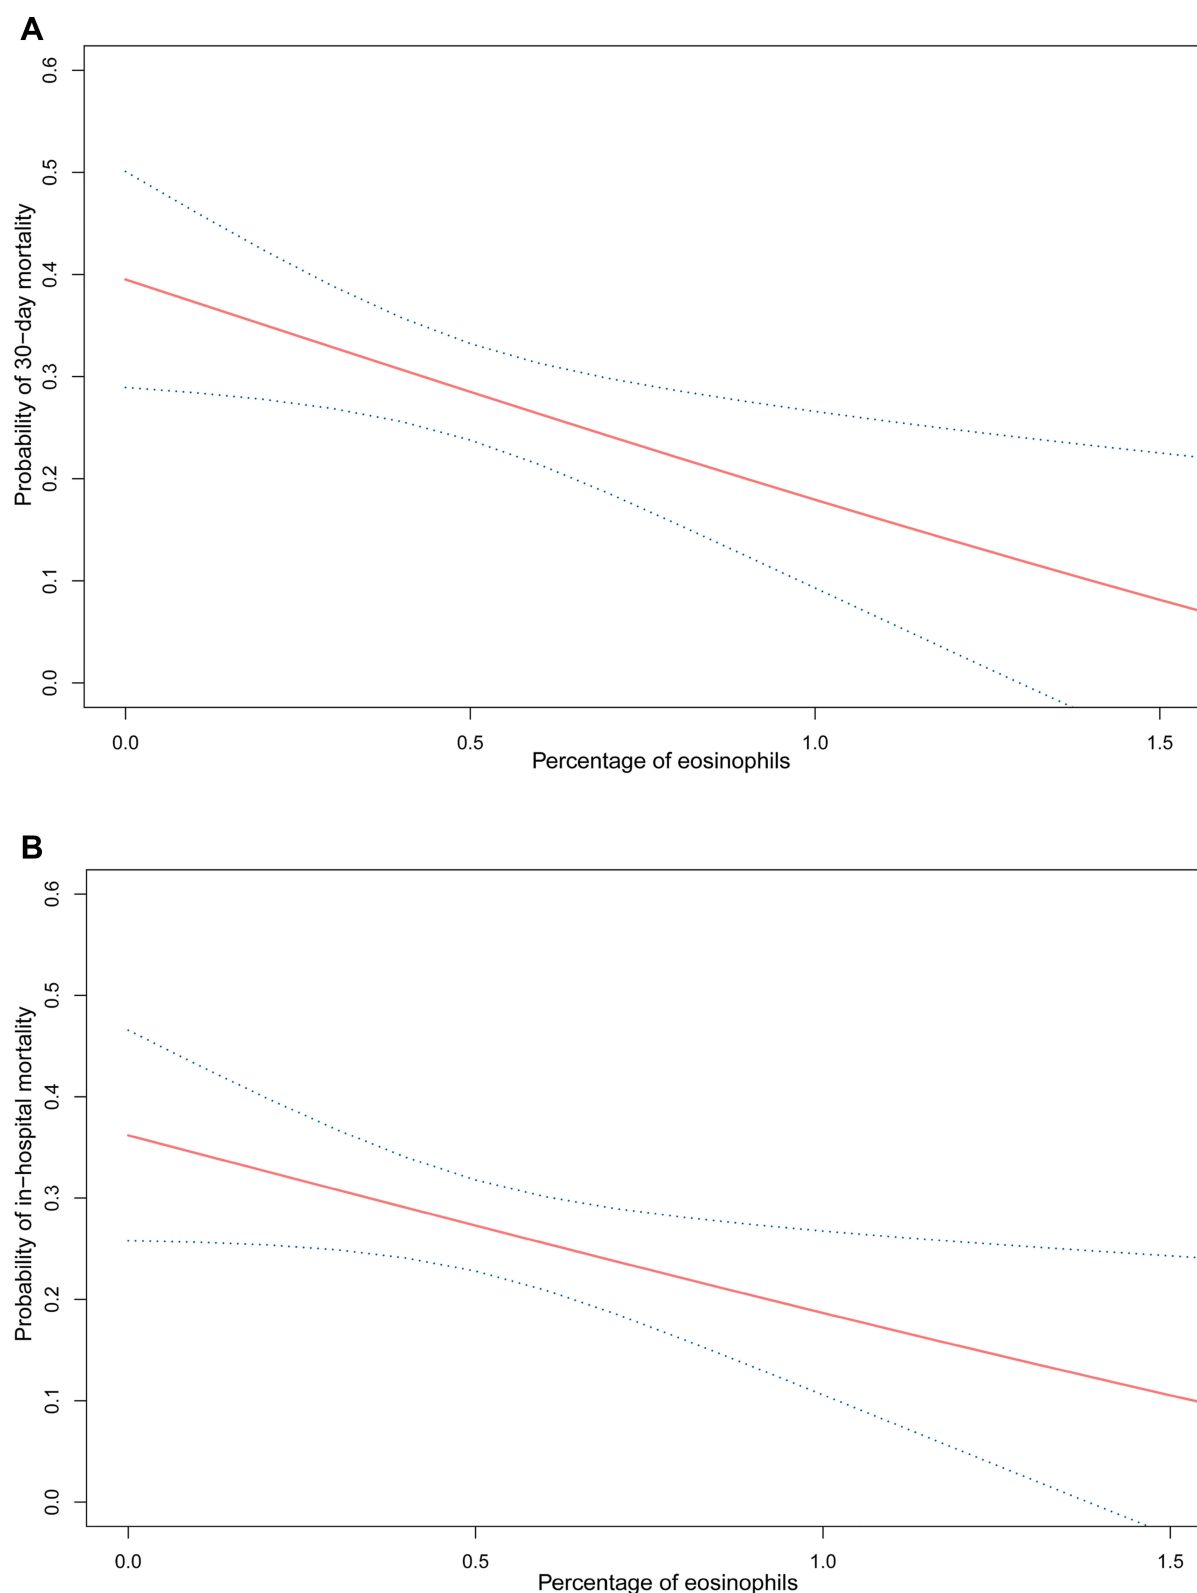 A
Probability of 30−day mortality
0.6
0.5
0.4
0.3
0.2
0.1
0.0
0.0 0.5 1.0 1.5
Percentage of eosinophils
B
Probability of in−hospital mortality
0.6
0.5
0.4
0.3
0.2
0.1
0.0
0.0 0.5 1.0 1.5
Percentage of eosinophils